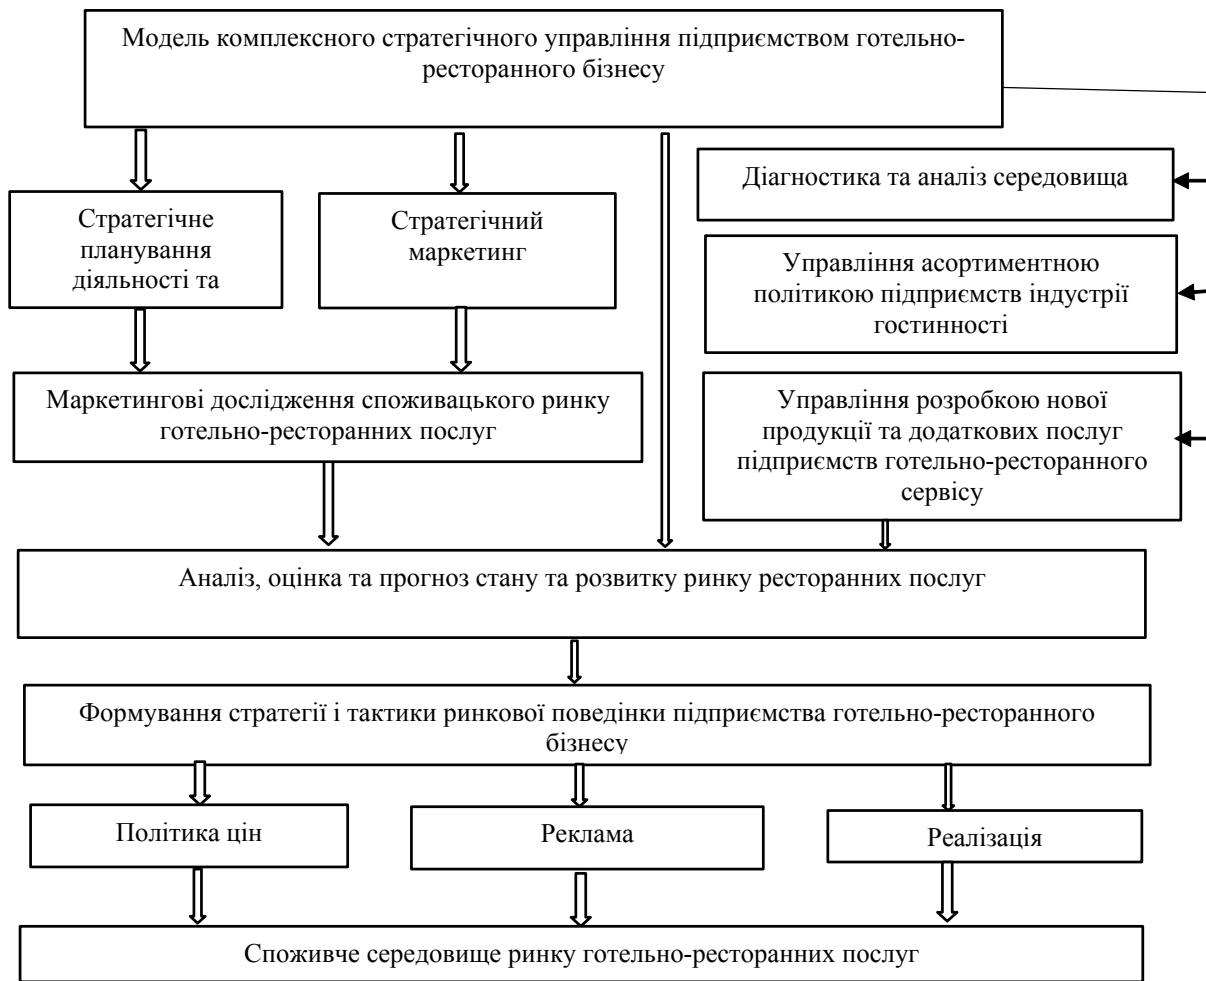 Модель комплексного стратегічного управління підприємством готельно-
ресторанного бізнесу
Діагностика та аналіз середовища
Стратегічне
планування
діяльності та
Стратегічний
маркетинг
Управління асортиментною
політикою підприємств індустрії
гостинності
Маркетингові дослідження споживацького ринку
готельно-ресторанних послуг
Управління розробкою нової
продукції та додаткових послуг
підприємств готельно-ресторанного
сервісу
Аналіз, оцінка та прогноз стану та розвитку ринку ресторанних послуг
Формування стратегії і тактики ринкової поведінки підприємства готельно-ресторанного
бізнесу
Політика цін
Реклама
Реалізація
Споживче середовище ринку готельно-ресторанних послуг